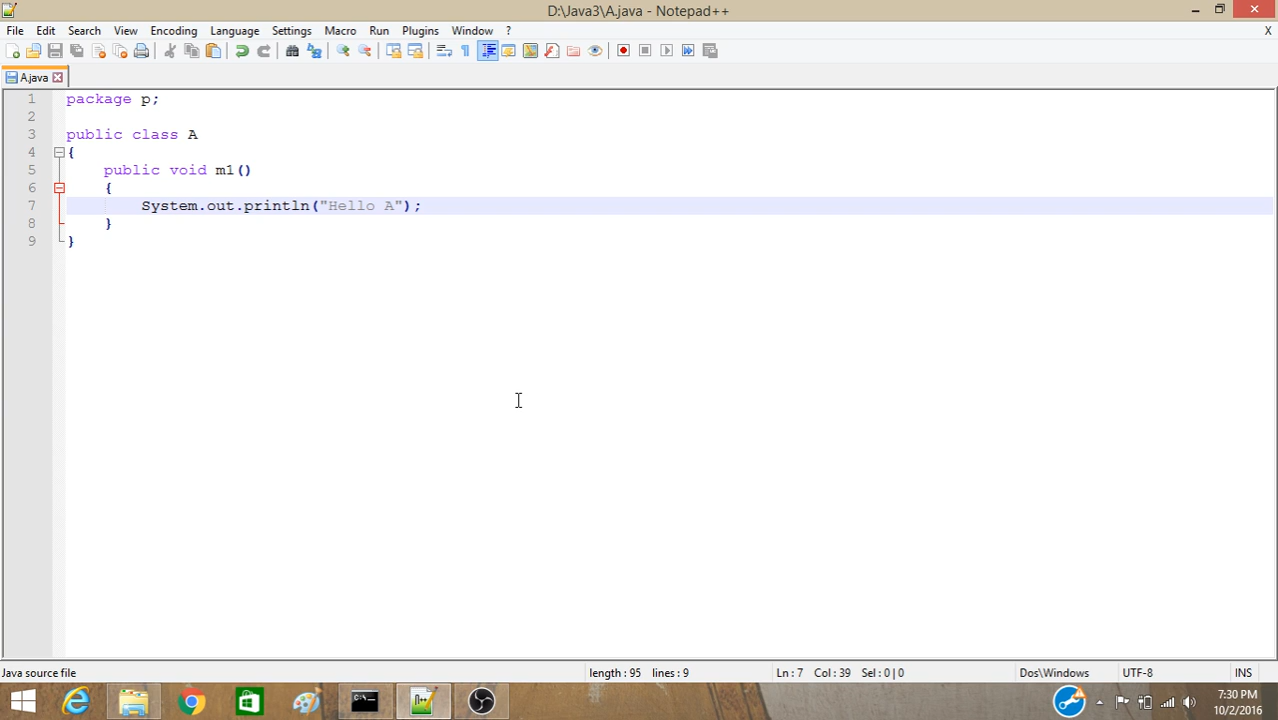 D:\Java3\A.java - Notepad++
File Edit Search View Encoding Language Settings Macro Run Plugins Window ? X
A.java
1 package p;
2
3 public class A
4 {
5 public void m1()
6 {
7 System.out.println("Hello A");
8 }
9 }
Java source file length : 95 lines : 9 Ln : 7 Col : 39 Sel : 0 | 0 Dos\Windows UTF-8 INS
7:30 PM
10/2/2016